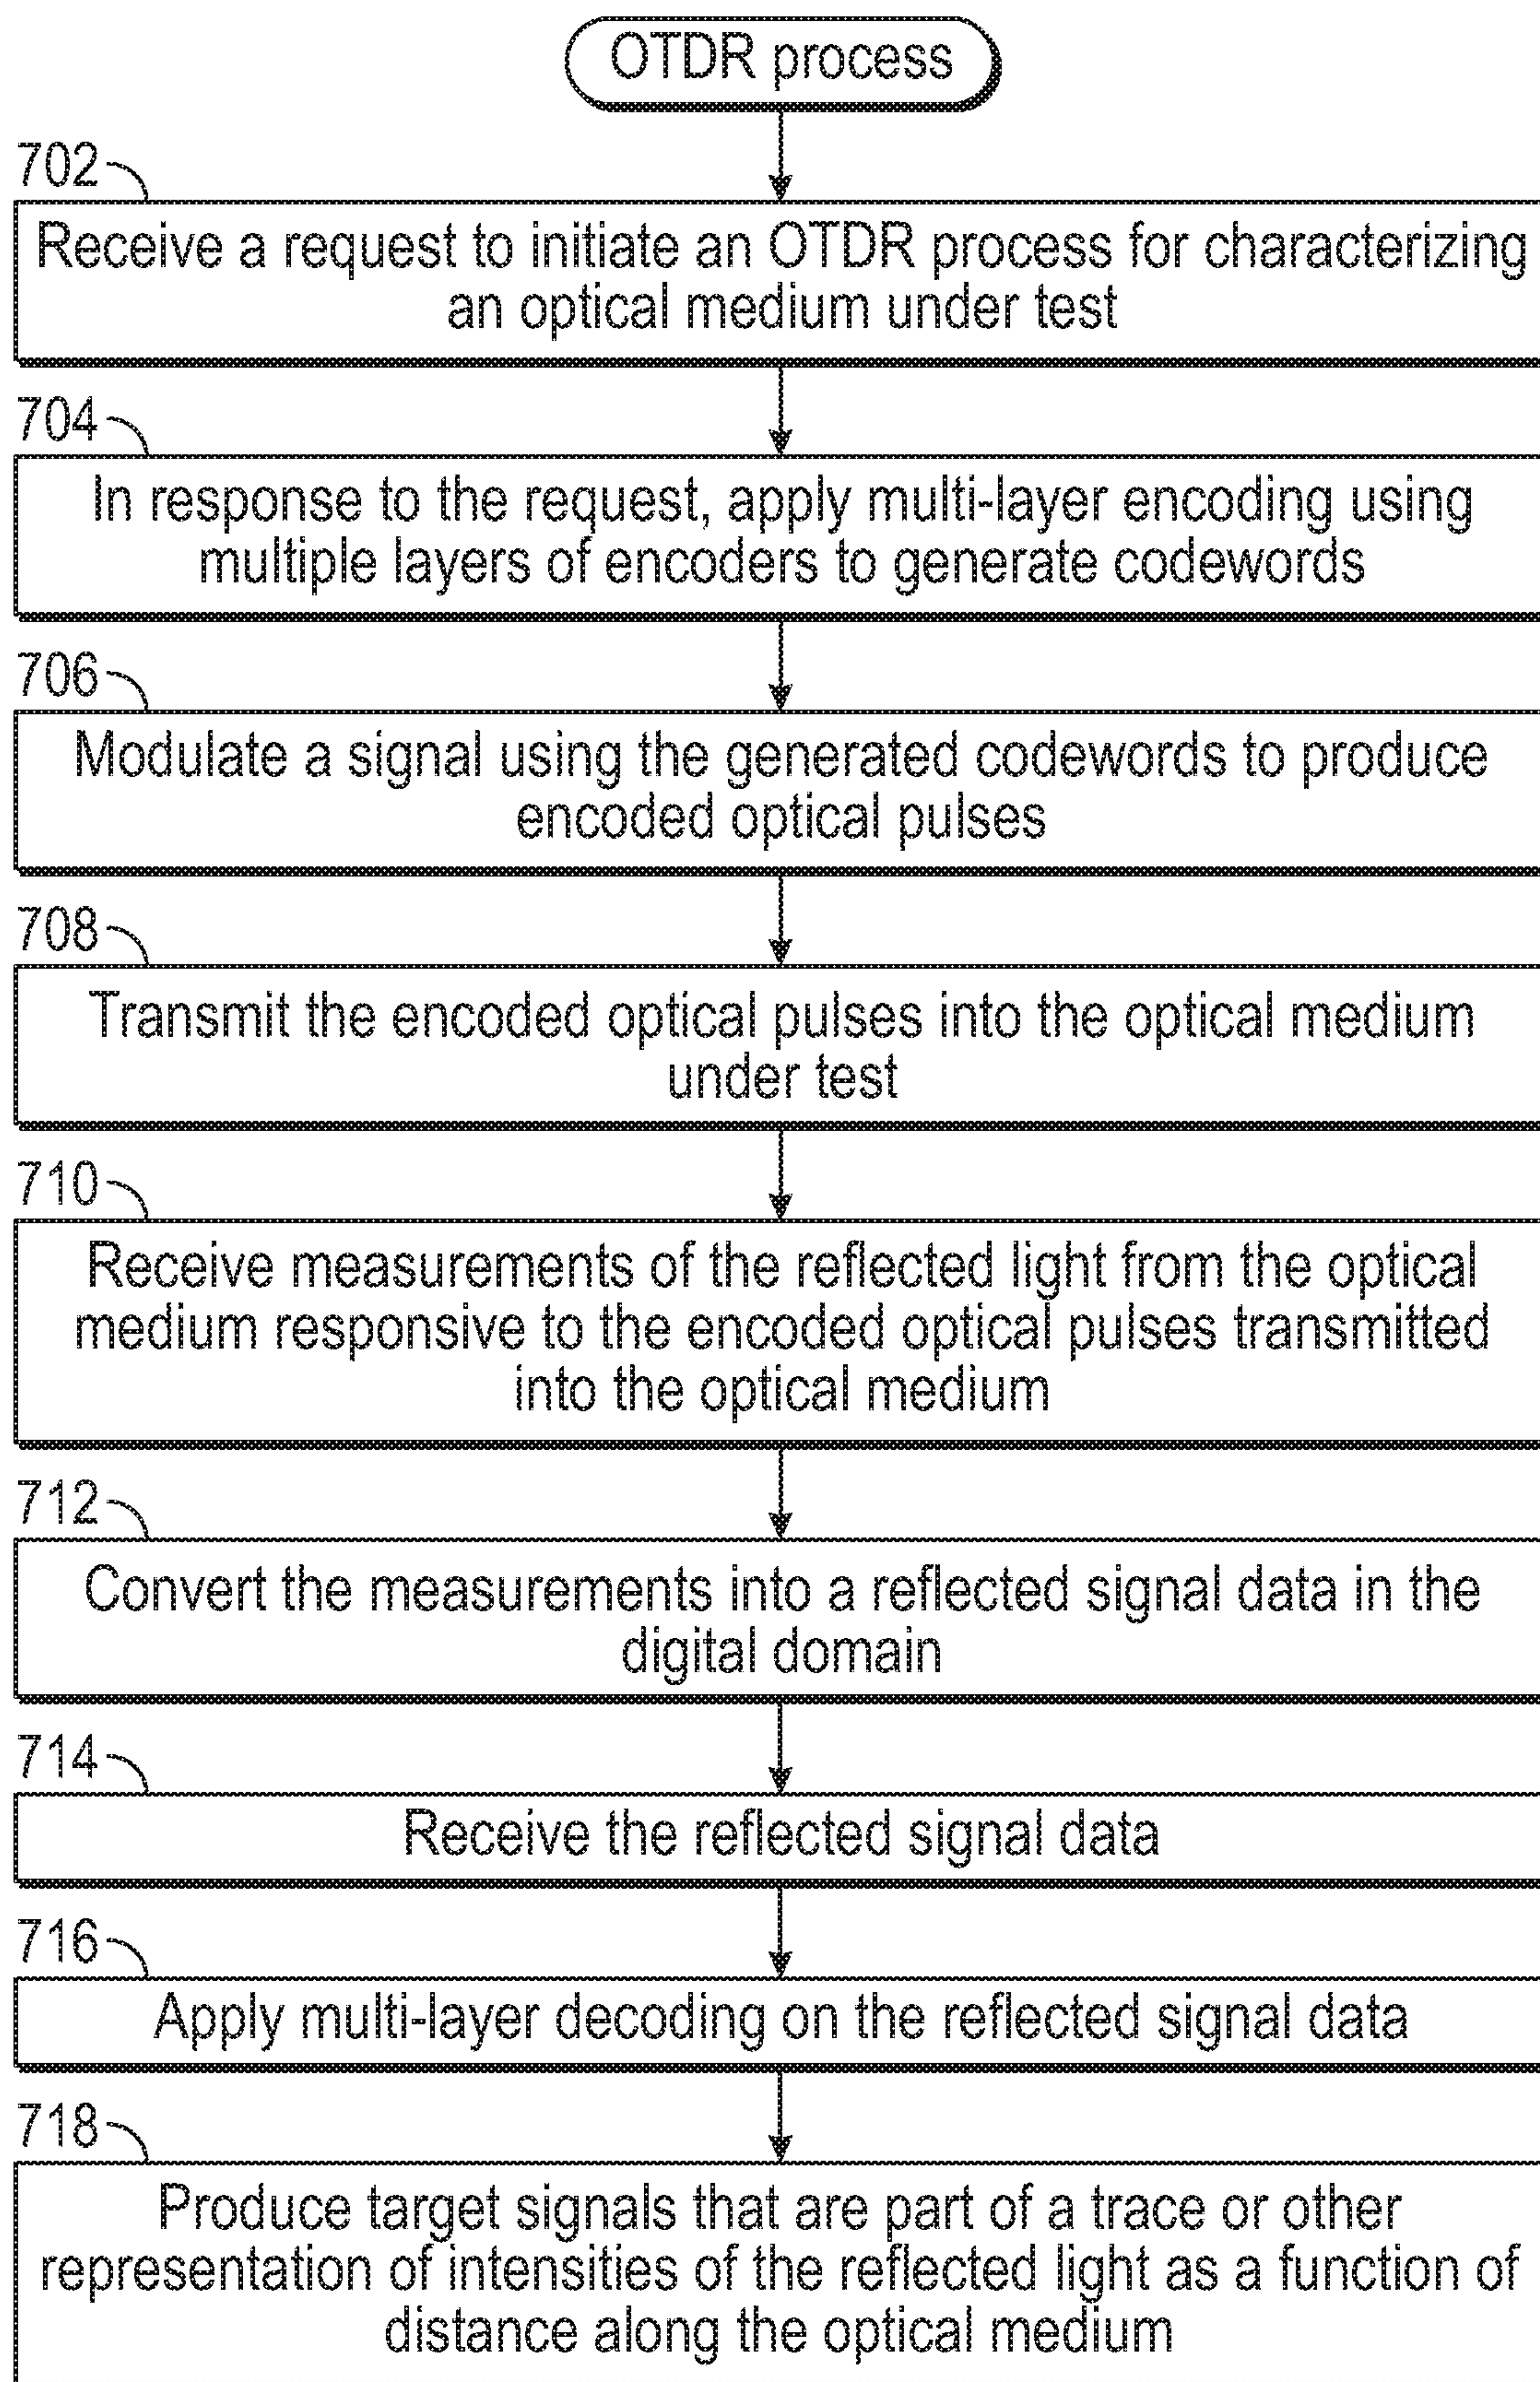 OTDR process
702
Receive a request to initiate an OTDR process for characterizing
an optical medium under test
704
In response to the request, apply multi-layer encoding using
multiple layers of encoders to generate codewords
706
Modulate a signal using the generated codewords to produce
encoded optical pulses
708
Transmit the encoded optical pulses into the optical medium
under test
710
Receive measurements of the reflected light from the optical
medium responsive to the encoded optical pulses transmitted
into the optical medium
712
Convert the measurements into a reflected signal data in the
digital domain
714
Receive the reflected signal data
716
Apply multi-layer decoding on the reflected signal data
718
Produce target signals that are part of a trace or other
representation of intensities of the reflected light as a function of
distance along the optical medium